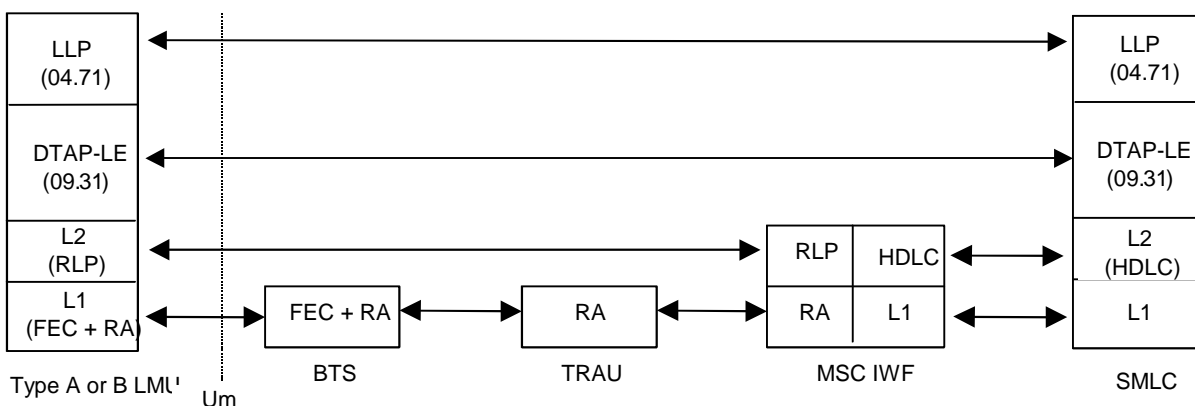 LLP
(04.71)
DTAP-LE
(09.31)
L2
(RLP)
L1
(FEC + RA)
Type A or B LMU
Um
FEC + RA
BTS
RA
TRAU
RLP
HDLC
RA
L1
MSC IWF
LLP
(04.71)
DTAP-LE
(09.31)
L2
(HDLC)
L1
SMLC